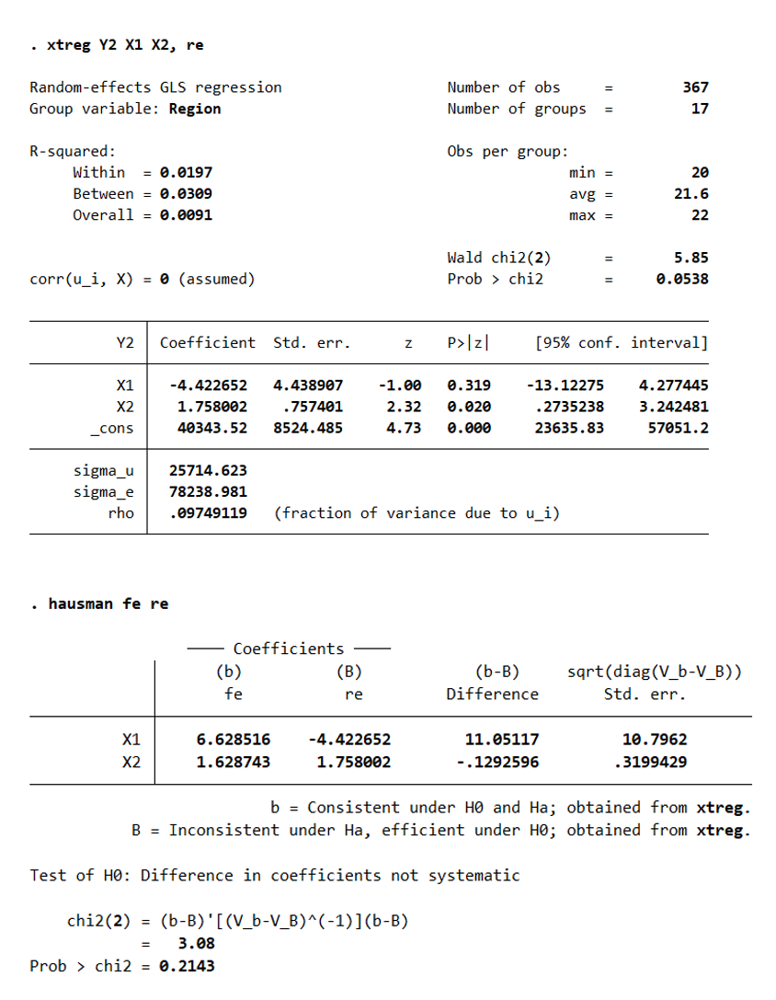 . xtreg Y2 X1 X2, re
Random-effects GLS regression Number of obs = 367
Group variable: Region Number of groups = 17
R-squared: Obs per group:
Within = 0.0197 min = 20
Between = 0.0309 avg = 21.6
Overall = 0.0091 max = 22
Wald chi2(2) = 5.85
corr(u_i, X) = 0 (assumed) Prob > chi2 = 0.0538
Y2 Coefficient Std. err. z P>|z| [95% conf. interval]
X1 -4.422652 4.438907 -1.00 0.319 -13.12275 4.277445
X2 1.758002 .757401 2.32 0.020 .2735238 3.242481
_cons 40343.52 8524.485 4.73 0.000 23635.83 57051.2
sigma_u 25714.623
sigma_e 78238.981
rho .09749119 (fraction of variance due to u_i)
. hausman fe re
Coefficients
(b) (B) (b-B) sqrt(diag(V_b-V_B))
fe re Difference Std. err.
X1 6.628516 -4.422652 11.05117 10.7962
X2 1.628743 1.758002 -.1292596 .3199429
b = Consistent under H0 and Ha; obtained from xtreg.
B = Inconsistent under Ha, efficient under H0; obtained from xtreg.
Test of H0: Difference in coefficients not systematic
chi2(2) = (b-B)'[(V_b-V_B)^(-1)](b-B)
= 3.08
Prob > chi2 = 0.2143